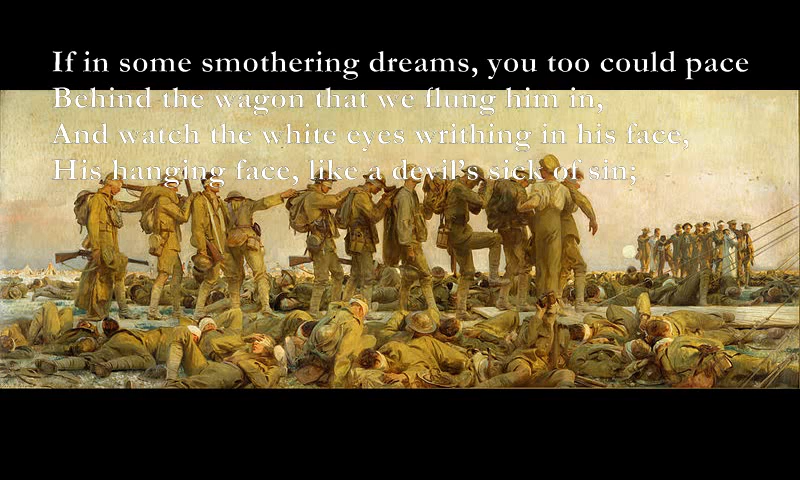 If in some smothering dreams, you too could pace
Behind the wagon that we flung him in,
And watch the white eyes writhing in his face,
His hanging face, like a devil's sick of sin;